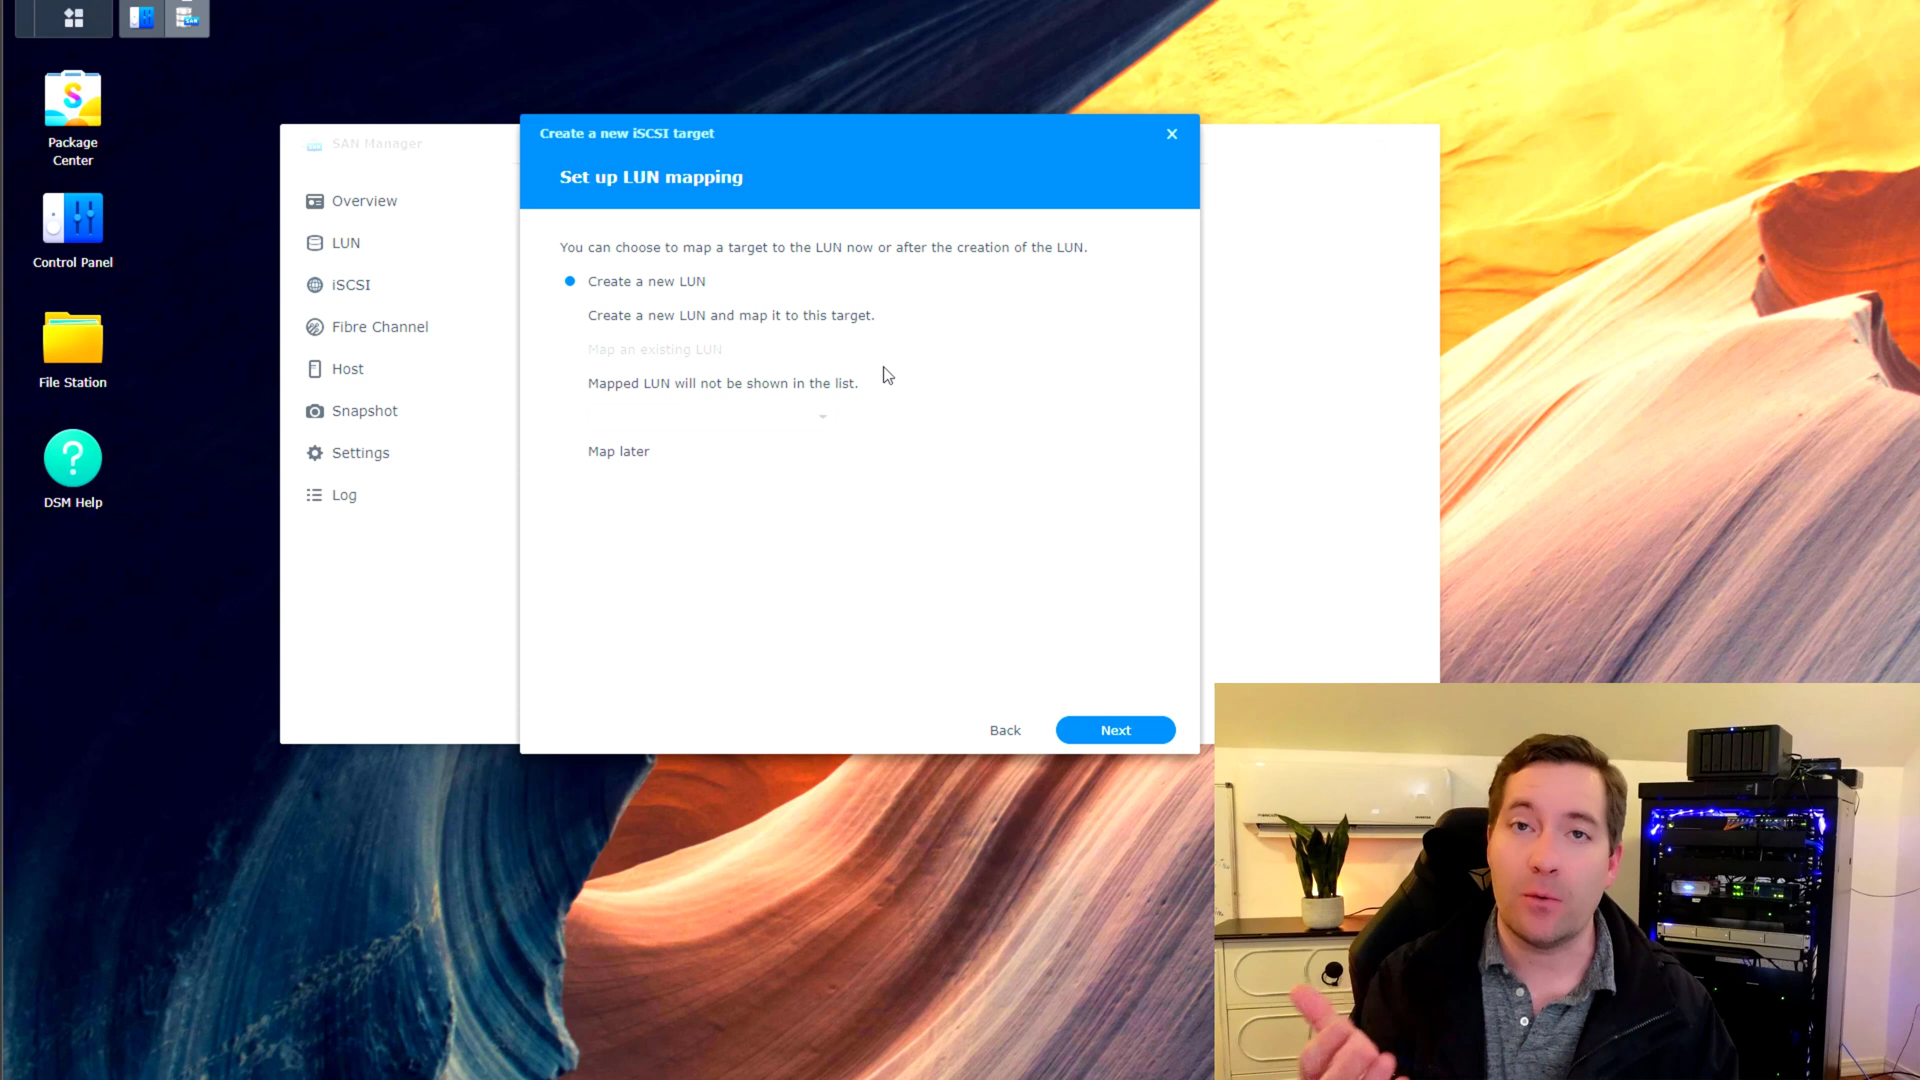 Package
Center
Control Panel
File Station
DSM Help
SAN Manager
Overview
LUN
iSCSI
Fibre Channel
Host
Snapshot
Settings
Log
Create a new iSCSI target
Set up LUN mapping
You can choose to map a target to the LUN now or after the creation of the LUN.
Create a new LUN
Create a new LUN and map it to this target.
Map an existing LUN
Mapped LUN will not be shown in the list.
Map later
Back
Next